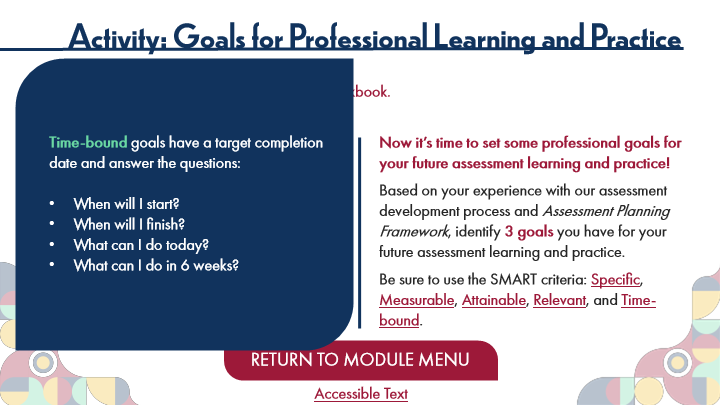 Activity: Goals for Professional Learning and Practice
Time-bound goals have a target completion
date and answer the questions:
• When will I start?
• When will I finish?
• What can I do today?
• What can I do in 6 weeks?
Now it's time to set some professional goals for
your future assessment learning and practice!
Based on your experience with our assessment
development process and Assessment Planning
Framework, identify 3 goals you have for your
future assessment learning and practice.
Be sure to use the SMART criteria: Specific,
Measurable, Attainable, Relevant, and Time-
bound.
RETURN TO MODULE MENU
Accessible Text